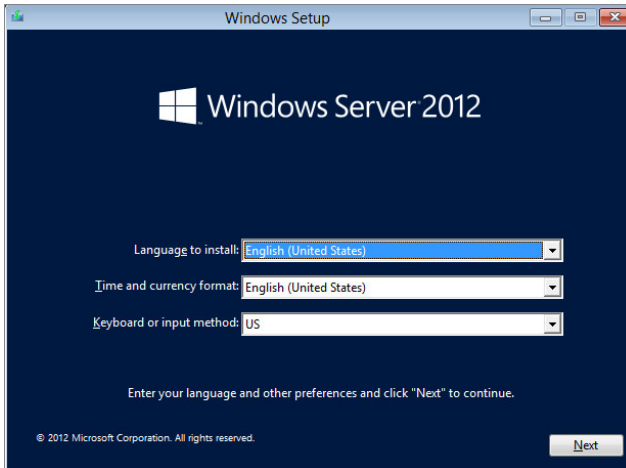 Windows Setup
Windows Server 2012
Language to install: English (United States)
Time and currency format: English (United States)
Keyboard or input method: US
Enter your language and other preferences and click "Next" to continue.
© 2012 Microsoft Corporation. All rights reserved.
Next